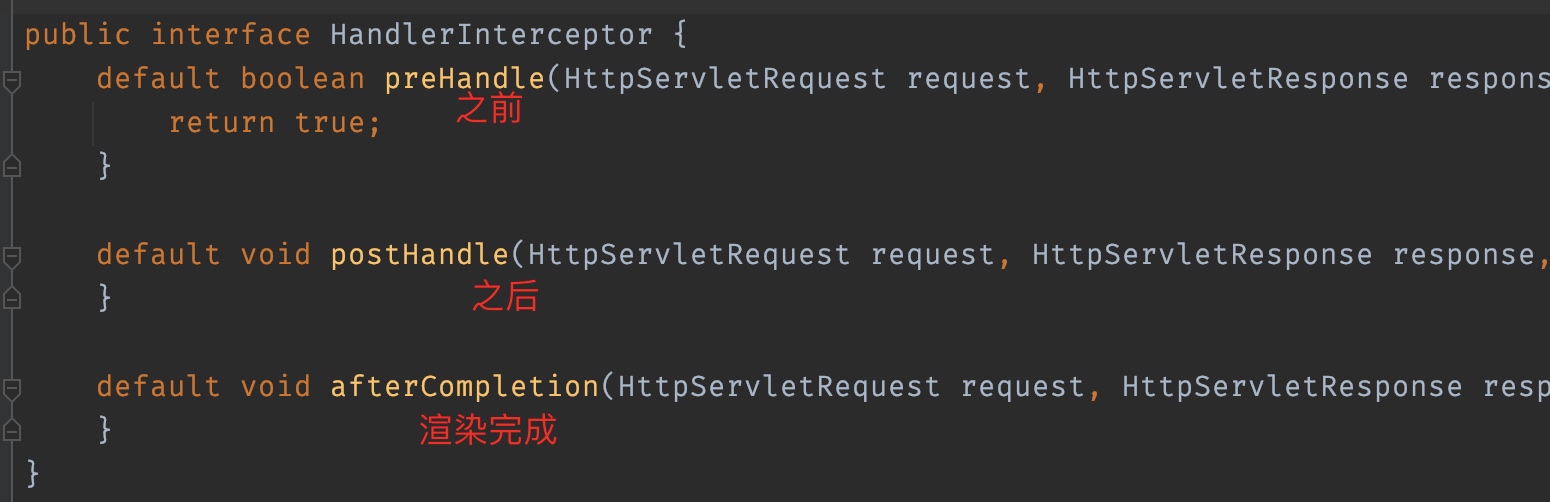 public interface HandlerInterceptor {
default boolean preHandle(HttpServletRequest request, HttpServletResponse respons
之前
return true;
}
default void postHandle(HttpServletRequest request, HttpServletResponse response,
}
之后
default void afterCompletion(HttpServletRequest request, HttpServletResponse resp
}
渲染完成
}